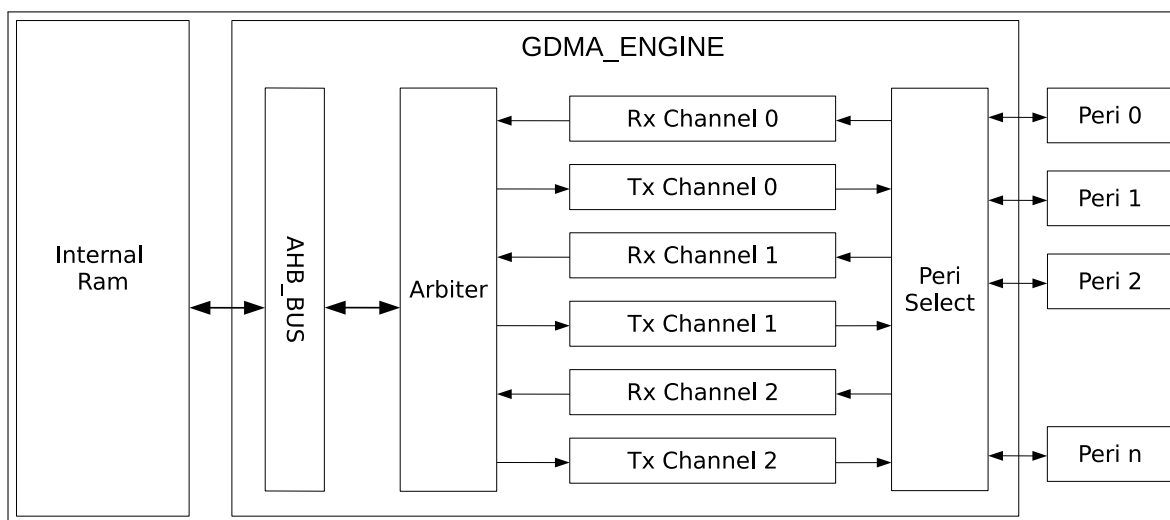 GDMA_ENGINE
Internal
Ram
AHB_BUS
Arbiter
Rx Channel 0
Tx Channel 0
Rx Channel 1
Tx Channel 1
Rx Channel 2
Tx Channel 2
Peri
Select
Peri 0
Peri 1
Peri 2
Peri n